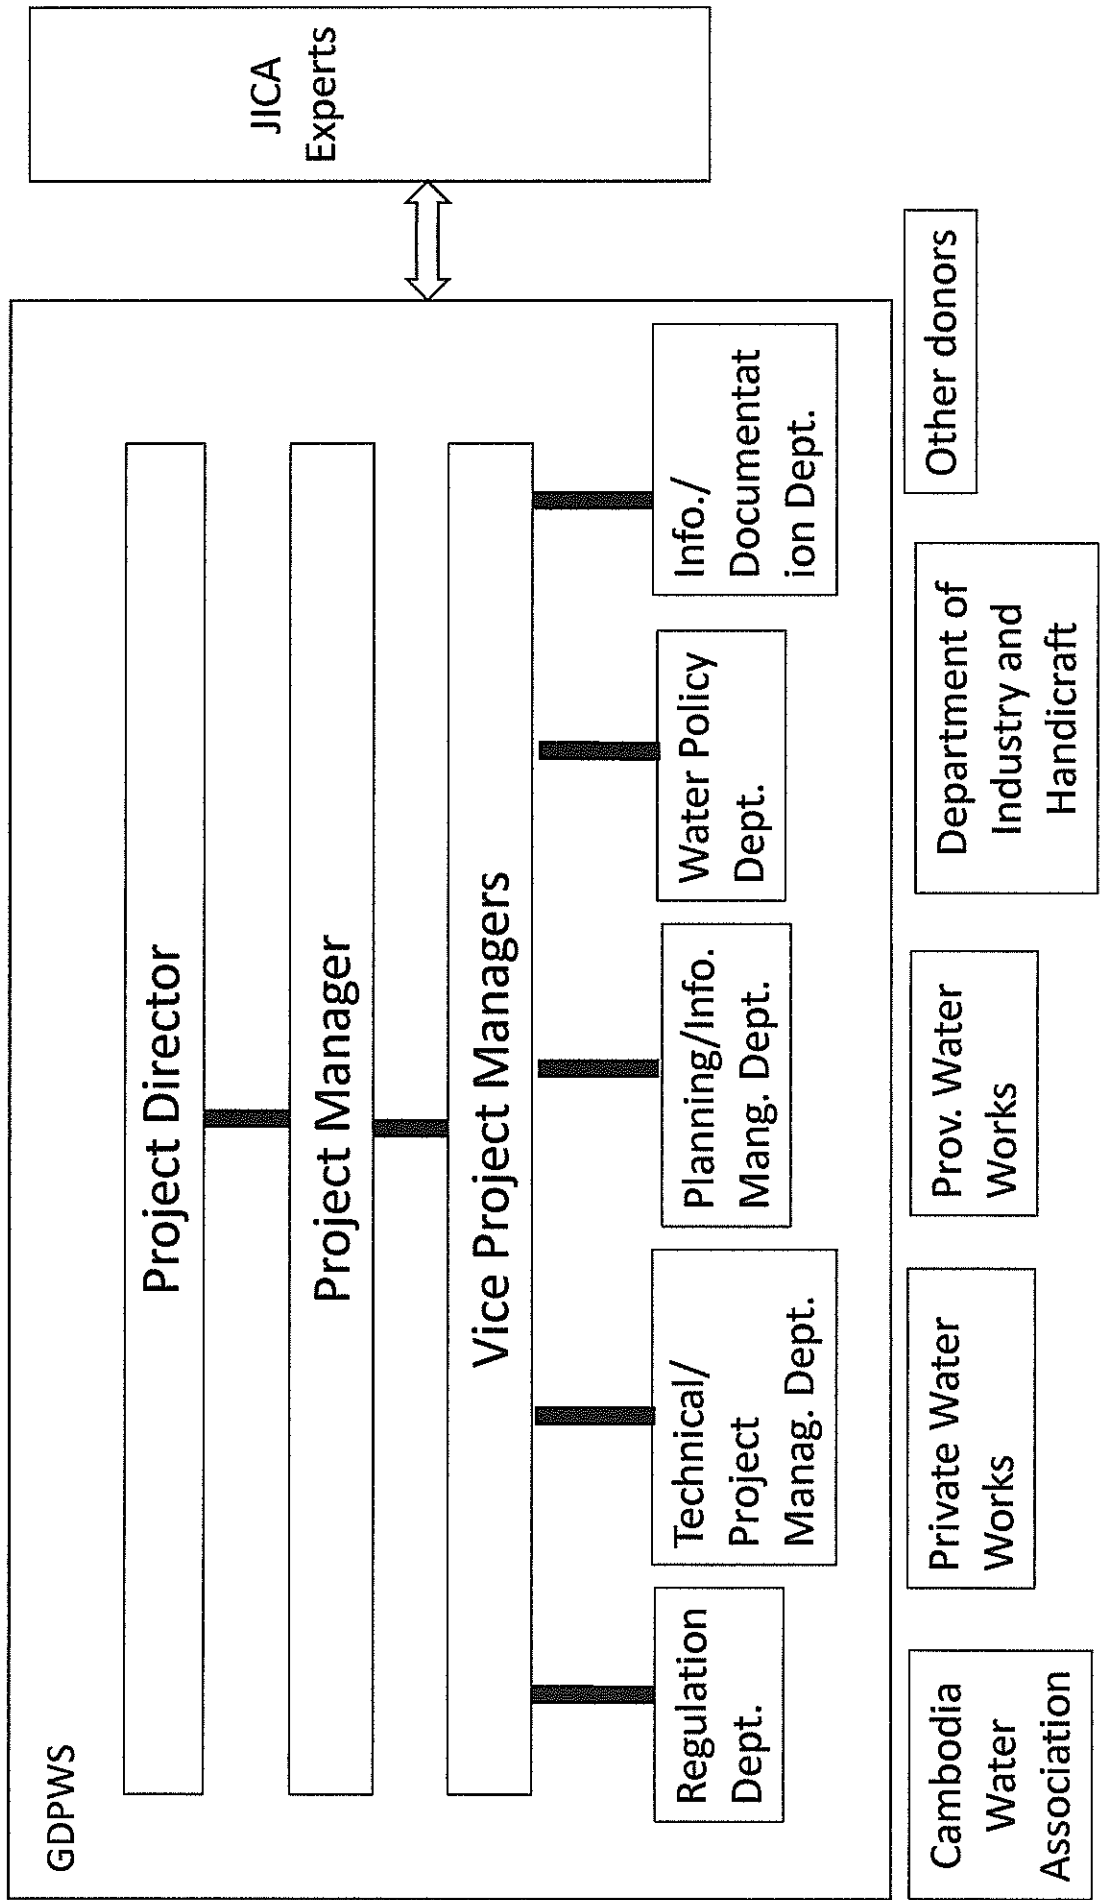 GDPWS
Project Director
Project Manager
Vice Project Managers
Regulation
Dept.
Technical/
Project
Manag. Dept.
Planning/Info.
Mang. Dept.
Water Policy
Dept.
Info./
Documentat
ion Dept.
JICA
Experts
Cambodia
Water
Association
Private Water
Works
Prov. Water
Works
Department of
Industry and
Handicraft
Other donors